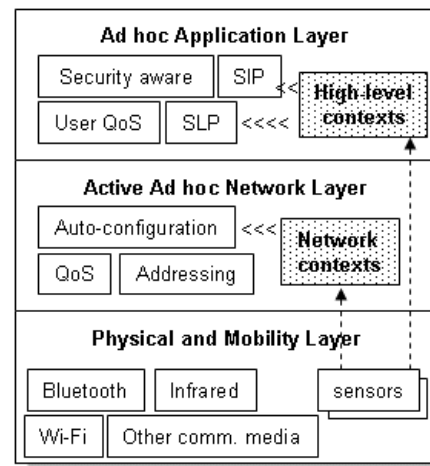 Ad hoc Application Layer
Security aware
SIP
<<
High-level
contexts
User QoS
SLP
<<<<
Active Ad hoc Network Layer
Auto-configuration
<<<
Network
contexts
QoS
Addressing
Physical and Mobility Layer
Bluetooth
Infrared
sensors
Wi-Fi
Other comm. media